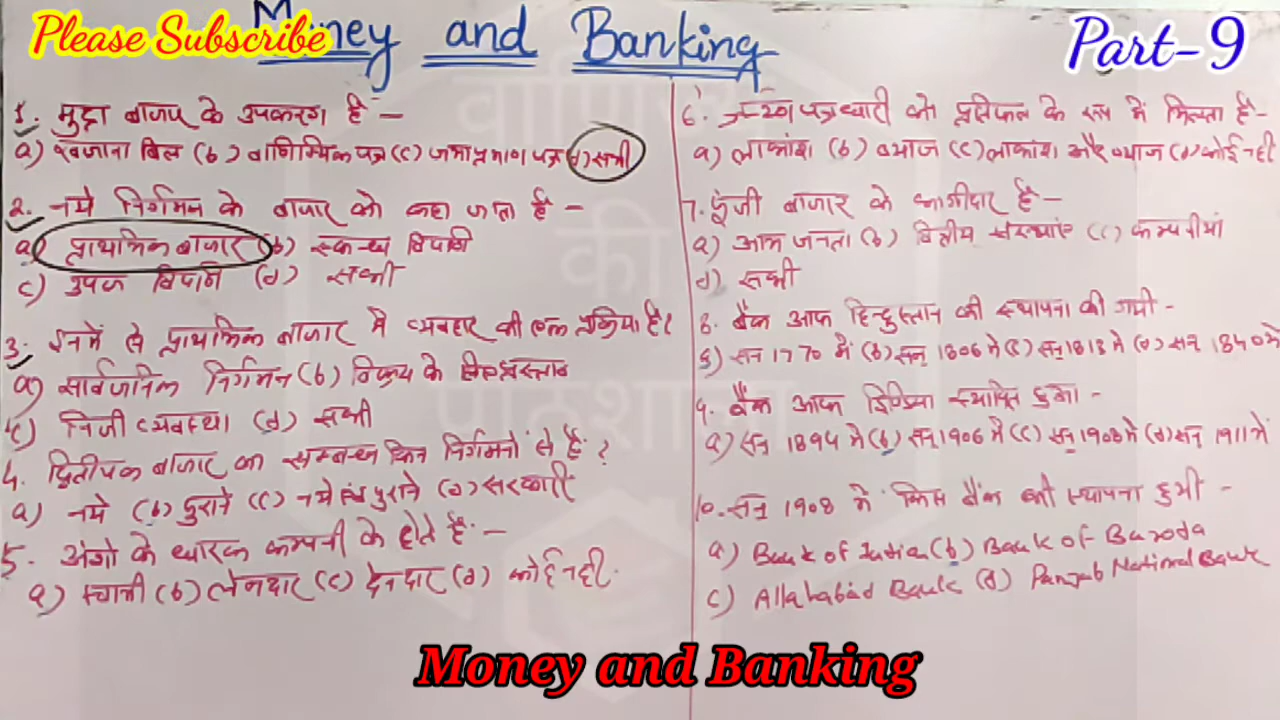 Please Subscribe
Money and Banking
Part-9
1. मुद्रा बाजार के उपकरण हैं :-
a) खजाना बिल (b) वाणिज्यिक पत्र (c) जमा प्रमाण पत्र (d) सभी
2. नये निर्गमन के बाजार को कहा जाता है -
a) प्राथमिक बाजार (b) स्कन्ध विपणि
c) उपज विपणि (d) सभी
3. इनमें से प्राथमिक बाजार में व्यवहार की एक प्रक्रिया है?
a) सार्वजनिक निर्गमन (b) विक्रय के लिए प्रस्ताव
c) निजी व्यवस्था (d) सभी
4. द्वितीयक बाजार का सम्बन्ध किन निर्गमनों से है ?
a) नये (b) पुराने (c) नये एवं पुराने (d) सरकारी
5. अंशो के धारक कम्पनी के होते हैं :-
a) स्वामी (b) लेनदार (c) देनदार (d) कोई नहीं.
6. ऋण पत्रधारी को प्रतिफल के रूप में मिलता है -
a) लाभांश (b) ब्याज (c) लाभांश और ब्याज (d) कोई नहीं
7. पूंजी बाजार के भागीदार हैं -
a) आम जनता (b) वित्तीय संस्थाएं (c) कम्पनीयां
d) सभी
8. बैंक आफ हिन्दुस्तान की स्थापना की गयी -
सन् 1770 में (b) सन् 1806 में (c) सन् 1813 में (d) सन् 1840 में
9. बैंक आफ इण्डिया स्थापित हुआ -
a) सन् 1894 में (b) सन् 1906 में (c) सन् 1908 में (d) सन् 1911 में
10. सन् 1908 में किस बैंक की स्थापना हुयी -
a) Bank of India (b) Bank of Baroda
c) Allahabad Bank (d) Panjab National Bank
वाणिज्य
की
पाठशाला
Money and Banking